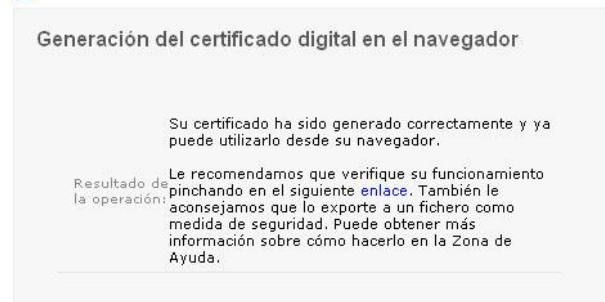 Generación del certificado digital en el navegador
Su certificado ha sido generado correctamente y ya
puede utilizarlo desde su navegador.
Resultado de
la operación:
Le recomendamos que verifique su funcionamiento
pinchando en el siguiente enlace. También le
aconsejamos que lo exporte a un fichero como
medida de seguridad. Puede obtener más
información sobre cómo hacerlo en la Zona de
Ayuda.